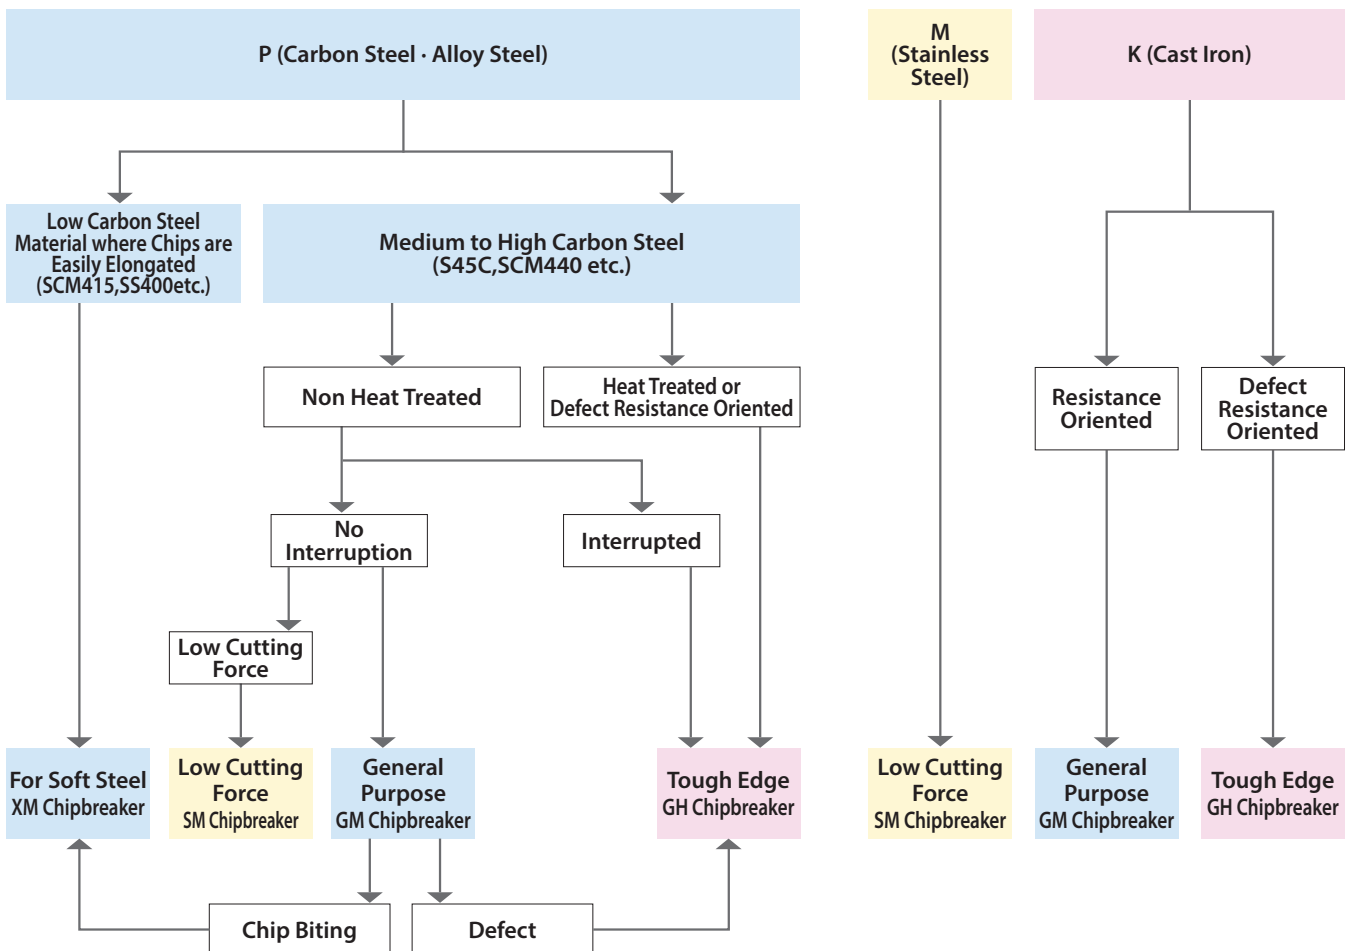 P (Carbon Steel · Alloy Steel)
M
(Stainless
Steel)
K (Cast Iron)
Low Carbon Steel
Material where Chips are
Easily Elongated
(SCM415,SS400etc.)
Medium to High Carbon Steel
(S45C,SCM440 etc.)
Non Heat Treated
Heat Treated or
Defect Resistance Oriented
Resistance
Oriented
Defect
Resistance
Oriented
No
Interruption
Interrupted
Low Cutting
Force
For Soft Steel
XM Chipbreaker
Low Cutting
Force
SM Chipbreaker
General
Purpose
GM Chipbreaker
Tough Edge
GH Chipbreaker
Low Cutting
Force
SM Chipbreaker
General
Purpose
GM Chipbreaker
Tough Edge
GH Chipbreaker
Chip Biting
Defect